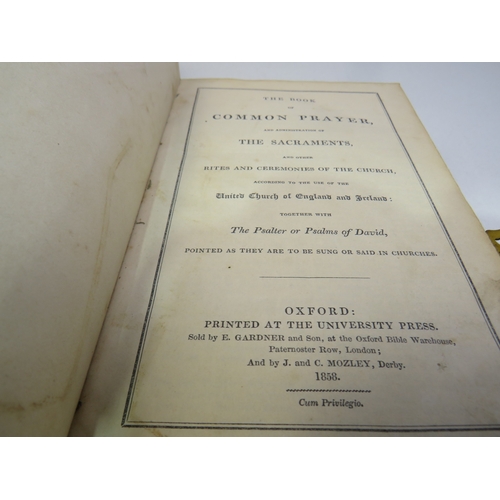 THE BOOK
OF
COMMON PRAYER,
AND ADMINISTRATION OF
THE SACRAMENTS,
AND OTHER
RITES AND CEREMONIES OF THE CHURCH,
ACCORDING TO THE USE OF THE
United Church of England and Ireland:
TOGETHER WITH
The Psalter or Psalms of David,
POINTED AS THEY ARE TO BE SUNG OR SAID IN CHURCHES.
OXFORD:
PRINTED AT THE UNIVERSITY PRESS.
Sold by E. GARDNER and Son, at the Oxford Bible Warehouse,
Paternoster Row, London;
And by J. and C. MOZLEY, Derby.
1858.
Cum Privilegio.